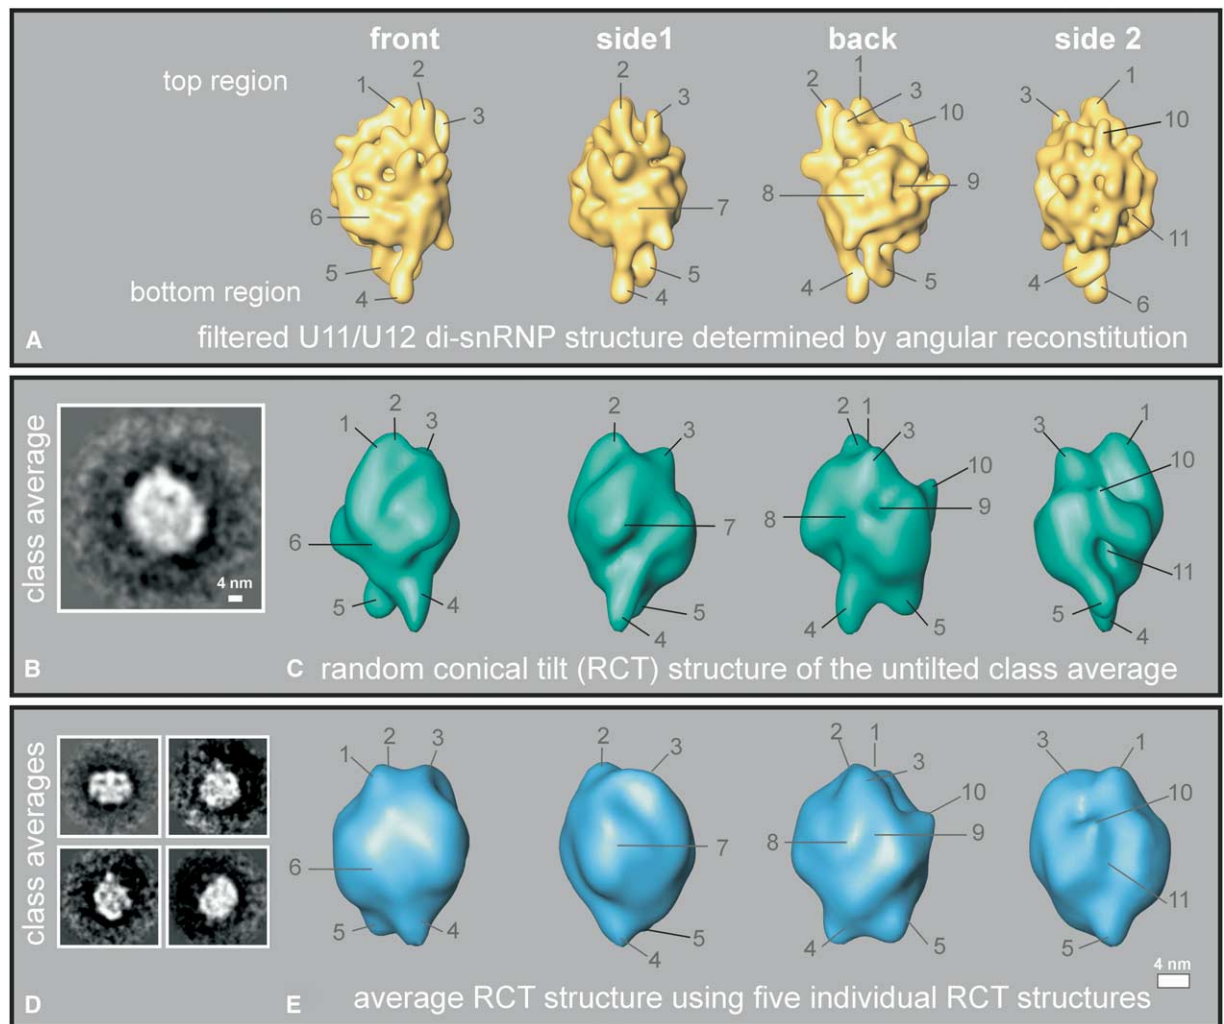 front side1 back side 2
top region
1 2 3
2 3
2 1 3 10
3 1 10
6
7
8 9
11
5
5
4 5
4
bottom region 4
4
6
A filtered U11/U12 di-snRNP structure determined by angular reconstitution
class average
4 nm
1 2 3
2 3
2 1 3 10
3 1 10
6
7
8 9
11
5 4
5
4
4 5
5
4
B C random conical tilt (RCT) structure of the untilted class average
class averages
1 2 3
2 3
2 1 3 10
3 1 10
6
7
8 9
11
5 4
5
4
4 5
5
4 nm
D E average RCT structure using five individual RCT structures